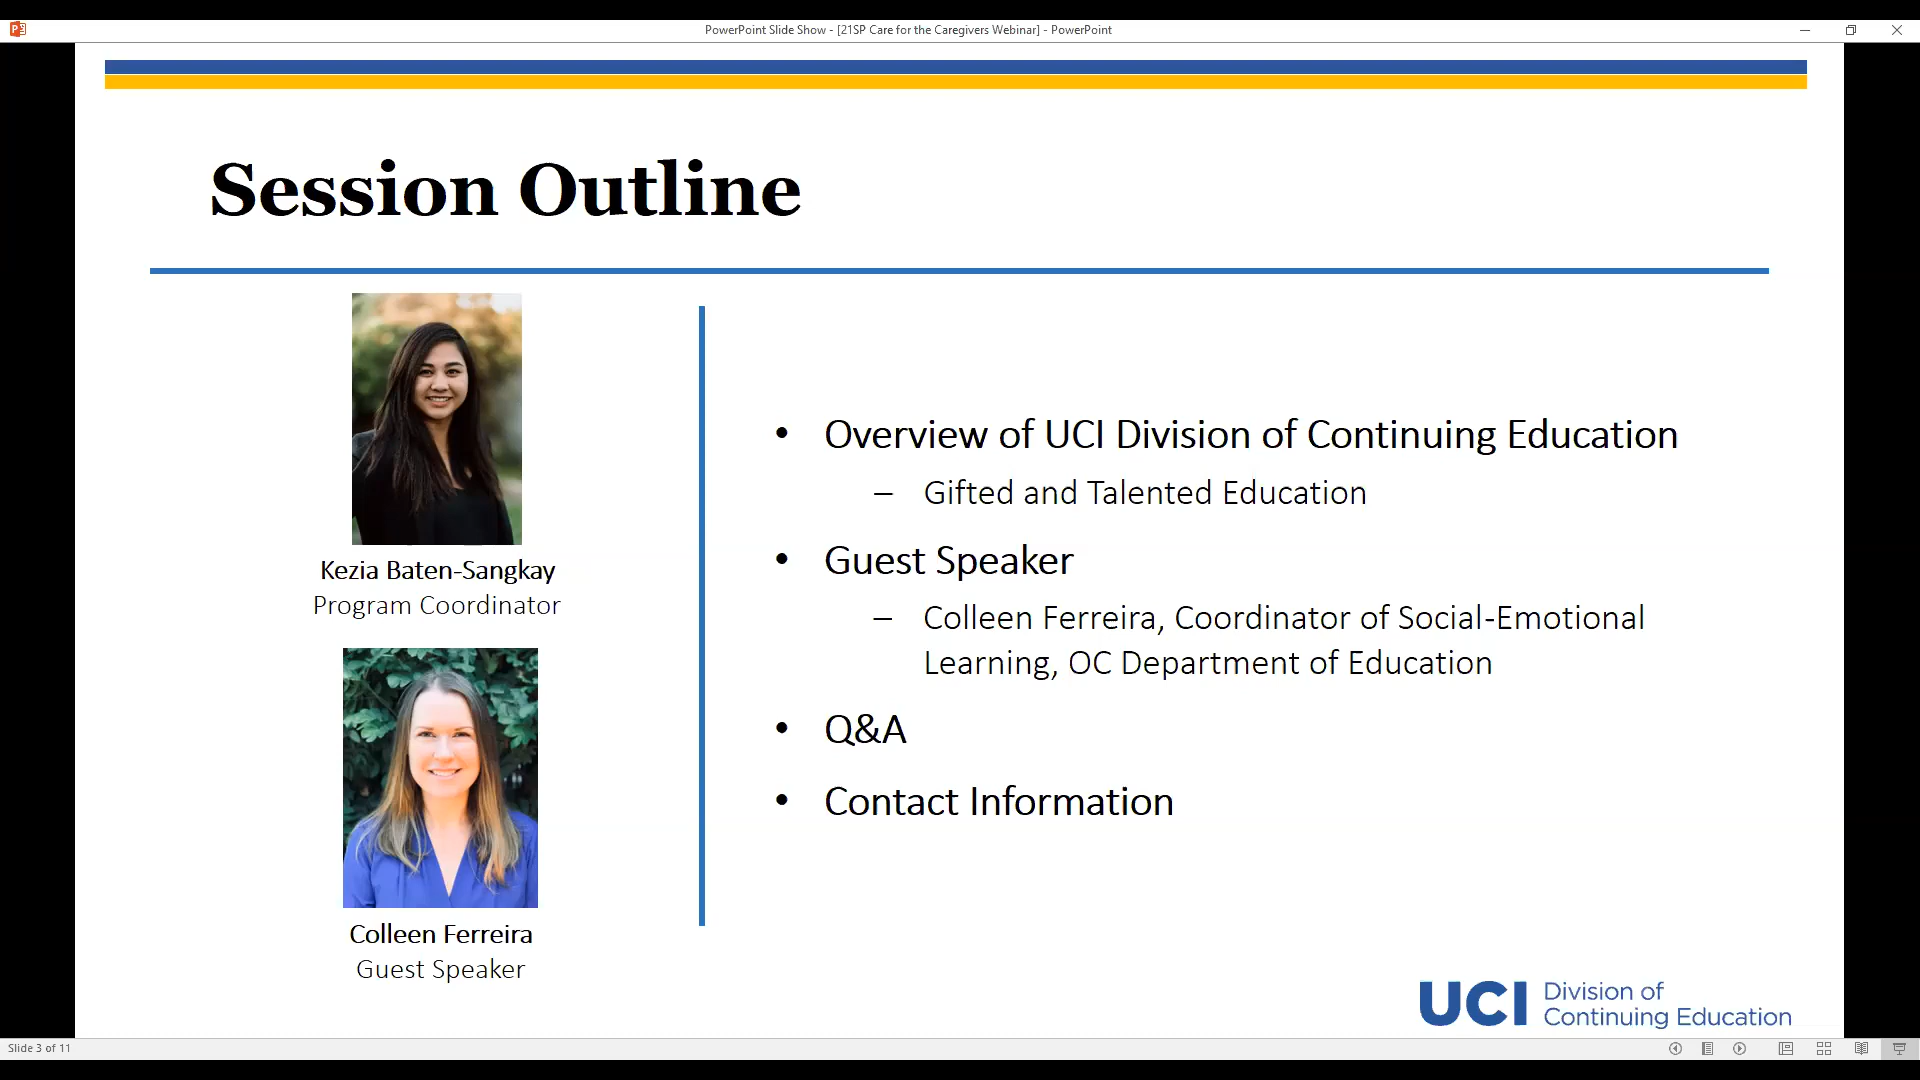 PowerPoint Slide Show - [21SP Care for the Caregivers Webinar] - PowerPoint
Session Outline
Kezia Baten-Sangkay
Program Coordinator
Colleen Ferreira
Guest Speaker
• Overview of UCI Division of Continuing Education
– Gifted and Talented Education
• Guest Speaker
– Colleen Ferreira, Coordinator of Social-Emotional
Learning, OC Department of Education
• Q&A
• Contact Information
UCI Division of
Continuing Education
Slide 3 of 11